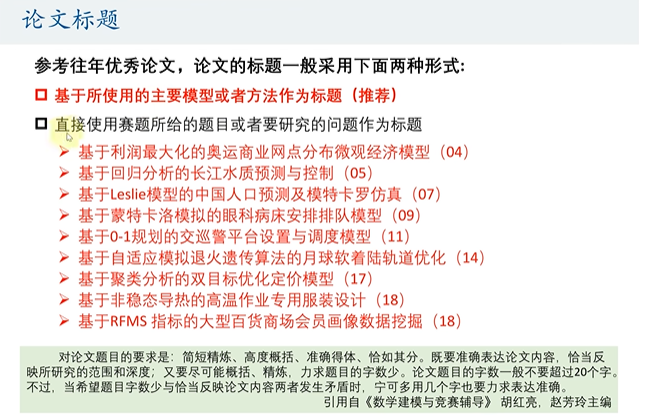 论文标题
参考往年优秀论文，论文的标题一般采用下面两种形式:
基于所使用的主要模型或者方法作为标题（推荐）
直接使用赛题所给的题目或者要研究的问题作为标题
基于利润最大化的奥运商业网点分布微观经济模型（04）
基于回归分析的长江水质预测与控制（05）
基于Leslie模型的中国人口预测及模特卡罗仿真（07）
基于蒙特卡洛模拟的眼科病床安排排队模型（09）
基于0-1规划的交巡警平台设置与调度模型（11）
基于自适应模拟退火遗传算法的月球软着陆轨道优化（14）
基于聚类分析的双目标优化定价模型（17）
基于非稳态导热的高温作业专用服装设计（18）
基于RFMS 指标的大型百货商场会员画像数据挖掘（18）
对论文题目的要求是：简短精炼、高度概括、准确得体、恰如其分。既要准确表达论文内容，恰当反
映所研究的范围和深度；又要尽可能概括、精炼，力求题目的字数少。论文题目的字数一般不要超过20个字。
不过，当希望题目字数少与恰当反映论文内容两者发生矛盾时，宁可多用几个字也要力求表达准确。
引用自《数学建模与竞赛辅导》 胡红亮，赵芳玲主编